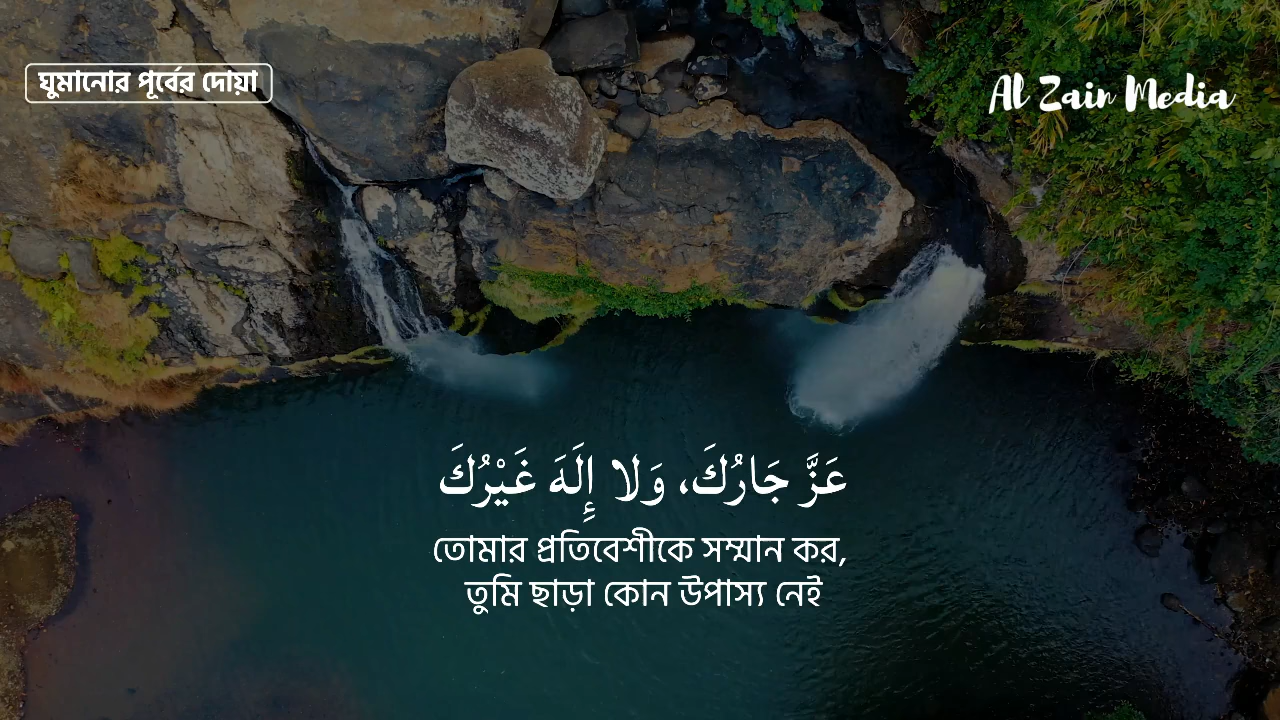 ঘুমানোর পূর্বের দোয়া
Al Zain Media
عَزَّ جَارُكَ، وَلا إِلَهَ غَيْرُكَ
তোমার প্রতিবেশীকে সম্মান কর,
তুমি ছাড়া কোন উপাস্য নেই